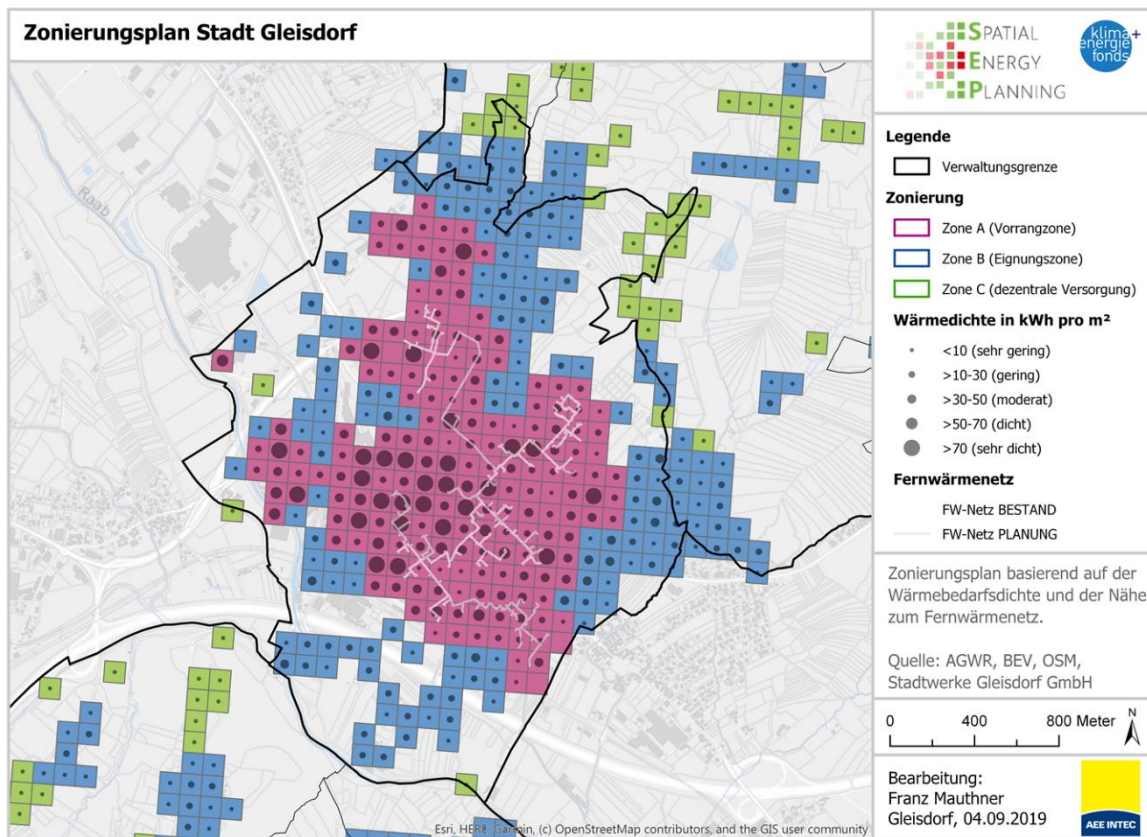 Zonierungsplan Stadt Gleisdorf
SPATIAL
ENERGY
PLANNING
klima+
energie
fonds
Legende
Verwaltungsgrenze
Zonierung
Zone A (Vorrangzone)
Zone B (Eignungszone)
Zone C (dezentrale Versorgung)
Wärmedichte in kWh pro m²
<10 (sehr gering)
>10-30 (gering)
>30-50 (moderat)
>50-70 (dicht)
>70 (sehr dicht)
Fernwärmenetz
FW-Netz BESTAND
FW-Netz PLANUNG
Zonierungsplan basierend auf der
Wärmebedarfsdichte und der Nähe
zum Fernwärmenetz.
Quelle: AGWR, BEV, OSM,
Stadtwerke Gleisdorf GmbH
0 400 800 Meter
N
Bearbeitung:
Franz Mauthner
Gleisdorf, 04.09.2019
AEE INTEC
Raab
Esri, HERE, Garmin, (c) OpenStreetMap contributors, and the GIS user community